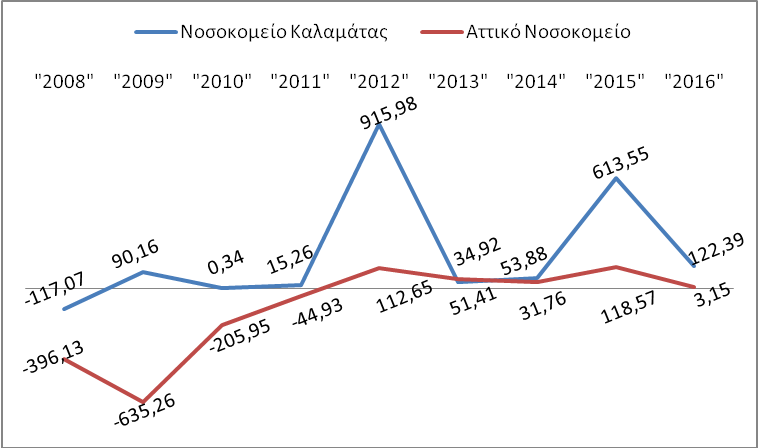 Νοσοκομείο Καλαμάτας Αττικό Νοσοκομείο
"2008" "2009" "2010" "2011" "2012" "2013" "2014" "2015" "2016"
-117,07 90,16 0,34 15,26 915,98 34,92 53,88 613,55 122,39
-396,13 -635,26 -205,95 -44,93 112,65 51,41 31,76 118,57 3,15